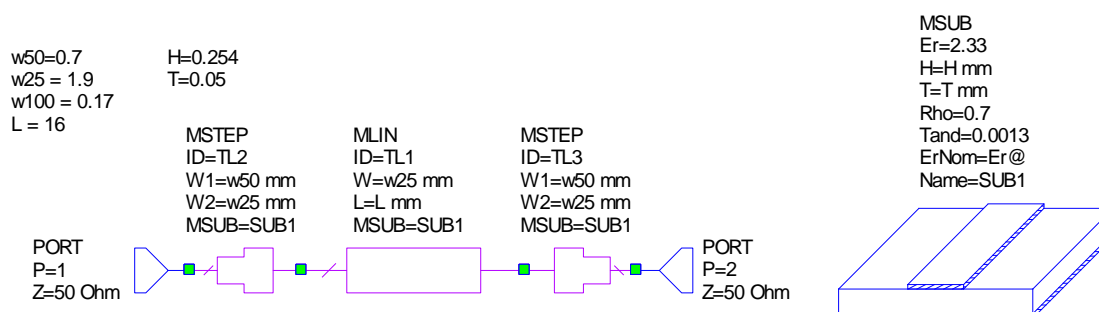 w50=0.7
w25 = 1.9
w100 = 0.17
L = 16
H=0.254
T=0.05
MSUB
Er=2.33
H=H mm
T=T mm
Rho=0.7
Tand=0.0013
ErNom=Er@
Name=SUB1
MSTEP
ID=TL2
W1=w50 mm
W2=w25 mm
MSUB=SUB1
MLIN
ID=TL1
W=w25 mm
L=L mm
MSUB=SUB1
MSTEP
ID=TL3
W1=w50 mm
W2=w25 mm
MSUB=SUB1
PORT
P=1
Z=50 Ohm
PORT
P=2
Z=50 Ohm